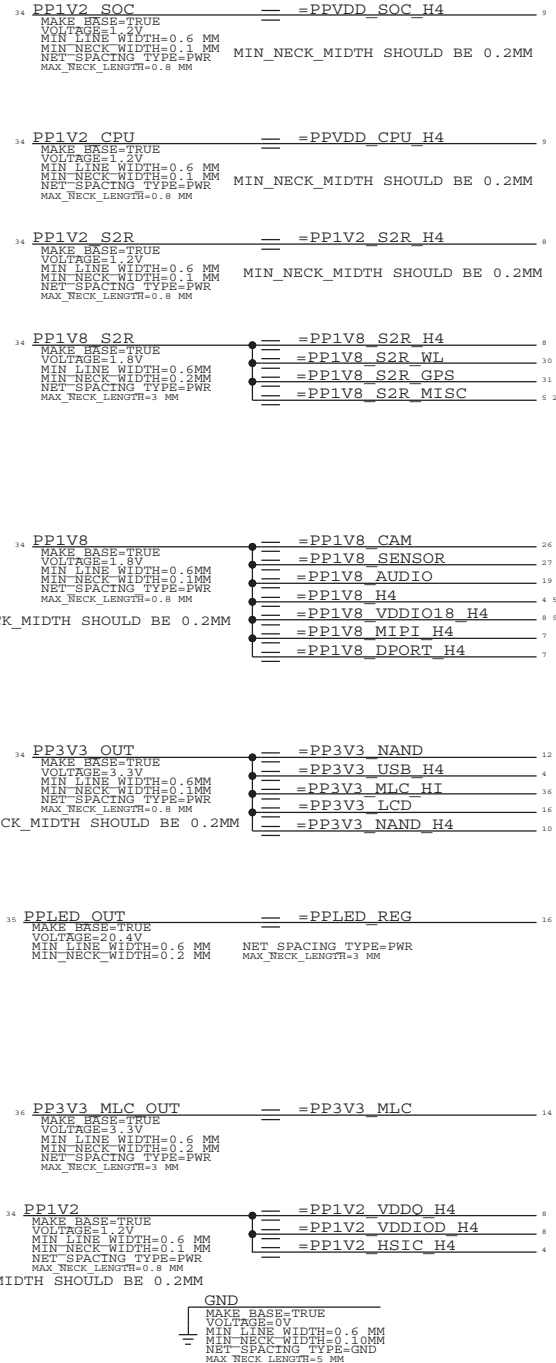 34 PP1V2_SOC =PPVDD_SOC_H4 9
MAKE_BASE=TRUE
VOLTAGE=1.2V
MIN_LINE_WIDTH=0.6 MM
MIN_NECK_WIDTH=0.1 MM MIN_NECK_MIDTH SHOULD BE 0.2MM
NET_SPACING_TYPE=PWR
MAX_NECK_LENGTH=0.8 MM
34 PP1V2_CPU =PPVDD_CPU_H4 9
MAKE_BASE=TRUE
VOLTAGE=1.2V
MIN_LINE_WIDTH=0.6 MM
MIN_NECK_WIDTH=0.1 MM MIN_NECK_MIDTH SHOULD BE 0.2MM
NET_SPACING_TYPE=PWR
MAX_NECK_LENGTH=0.8 MM
34 PP1V2_S2R =PP1V2_S2R_H4 8
MAKE_BASE=TRUE
VOLTAGE=1.2V
MIN_LINE_WIDTH=0.6 MM
MIN_NECK_WIDTH=0.1 MM MIN_NECK_MIDTH SHOULD BE 0.2MM
NET_SPACING_TYPE=PWR
MAX_NECK_LENGTH=0.8 MM
34 PP1V8_S2R =PP1V8_S2R_H4 8
MAKE_BASE=TRUE
VOLTAGE=1.8V =PP1V8_S2R_WL 30
MIN_LINE_WIDTH=0.6MM
MIN_NECK_WIDTH=0.2MM =PP1V8_S2R_GPS 31
NET_SPACING_TYPE=PWR
MAX_NECK_LENGTH=3 MM =PP1V8_S2R_MISC 5 2
34 PP1V8 =PP1V8_CAM 26
MAKE_BASE=TRUE
VOLTAGE=1.8V =PP1V8_SENSOR 27
MIN_LINE_WIDTH=0.6MM
MIN_NECK_WIDTH=0.1MM =PP1V8_AUDIO 19
NET_SPACING_TYPE=PWR
MAX_NECK_LENGTH=0.8 MM =PP1V8_H4 4 5
CK_MIDTH SHOULD BE 0.2MM =PP1V8_VDDIO18_H4 8 9
=PP1V8_MIPI_H4 7
=PP1V8_DPORT_H4 7
34 PP3V3_OUT =PP3V3_NAND 12
MAKE_BASE=TRUE
VOLTAGE=3.3V =PP3V3_USB_H4 4
MIN_LINE_WIDTH=0.6MM
MIN_NECK_WIDTH=0.1MM =PP3V3_MLC_HI 36
NET_SPACING_TYPE=PWR
MAX_NECK_LENGTH=0.8 MM =PP3V3_LCD 16
CK_MIDTH SHOULD BE 0.2MM =PP3V3_NAND_H4 10
35 PPLED_OUT =PPLED_REG 16
MAKE_BASE=TRUE
VOLTAGE=20.4V
MIN_LINE_WIDTH=0.6 MM NET_SPACING_TYPE=PWR
MIN_NECK_WIDTH=0.2 MM MAX_NECK_LENGTH=3 MM
36 PP3V3_MLC_OUT =PP3V3_MLC 14
MAKE_BASE=TRUE
VOLTAGE=3.3V
MIN_LINE_WIDTH=0.6 MM
MIN_NECK_WIDTH=0.2 MM
NET_SPACING_TYPE=PWR
MAX_NECK_LENGTH=3 MM
34 PP1V2 =PP1V2_VDDQ_H4 8
MAKE_BASE=TRUE
VOLTAGE=1.2V =PP1V2_VDDIOD_H4 8
MIN_LINE_WIDTH=0.6 MM
MIN_NECK_WIDTH=0.1 MM =PP1V2_HSIC_H4 4
NET_SPACING_TYPE=PWR
MAX_NECK_LENGTH=0.8 MM
MIDTH SHOULD BE 0.2MM
GND
MAKE_BASE=TRUE
VOLTAGE=0V
MIN_LINE_WIDTH=0.6 MM
MIN_NECK_WIDTH=0.10MM
NET_SPACING_TYPE=GND
MAX_NECK_LENGTH=5 MM